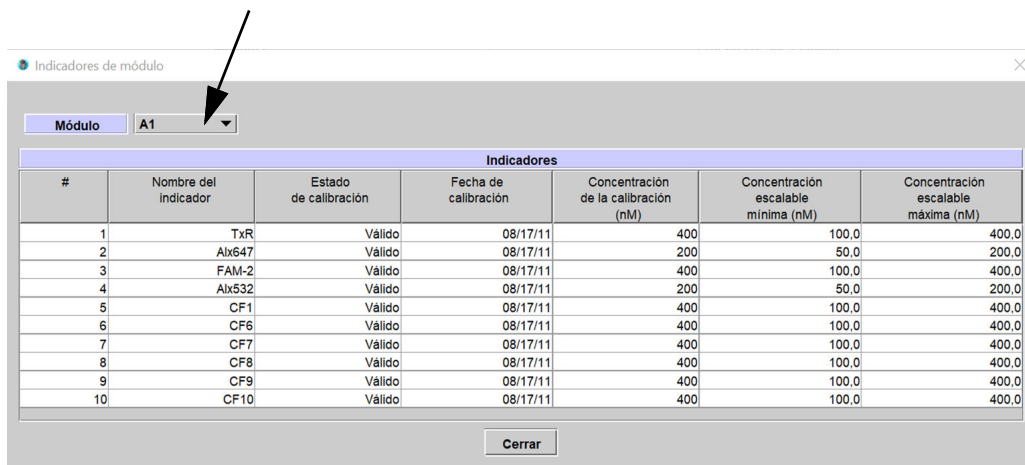 Indicadores de módulo
Módulo A1
Indicadores
# Nombre del indicador Estado de calibración Fecha de calibración Concentración de la calibración (nM) Concentración escalable mínima (nM) Concentración escalable máxima (nM)
1 TxR Válido 08/17/11 400 100,0 400,0
2 Alx647 Válido 08/17/11 200 50,0 200,0
3 FAM-2 Válido 08/17/11 400 100,0 400,0
4 Alx532 Válido 08/17/11 200 50,0 200,0
5 CF1 Válido 08/17/11 400 100,0 400,0
6 CF6 Válido 08/17/11 400 100,0 400,0
7 CF7 Válido 08/17/11 400 100,0 400,0
8 CF8 Válido 08/17/11 400 100,0 400,0
9 CF9 Válido 08/17/11 400 100,0 400,0
10 CF10 Válido 08/17/11 400 100,0 400,0
Cerrar